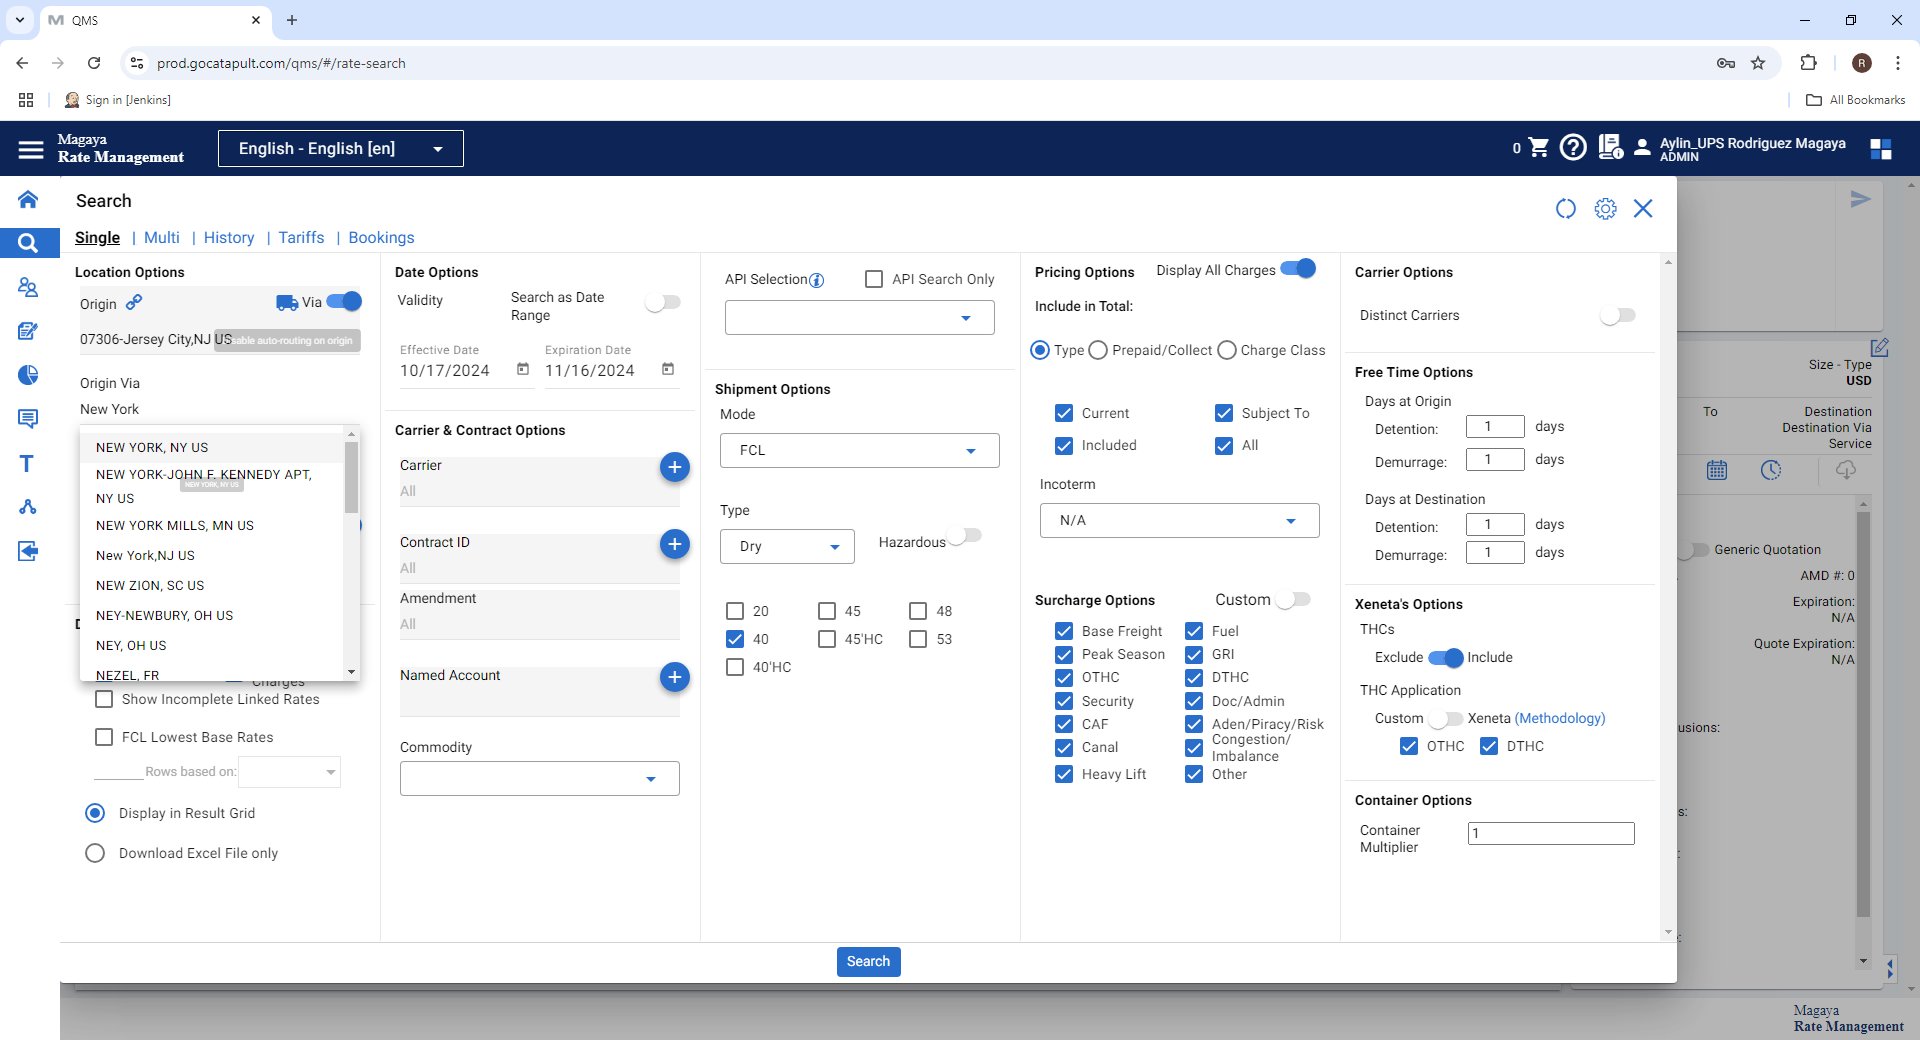 QMS
prod.gocatapult.com/qms/#/rate-search
R
Sign in [Jenkins]
All Bookmarks
Magaya
Rate Management
English - English [en]
0
Aylin_UPS Rodriguez Magaya
ADMIN
Search
Single | Multi | History | Tariffs | Bookings
Location Options
Origin
Via
07306-Jersey City,NJ US
able auto-routing on origin
Origin Via
New York
NEW YORK, NY US
NEW YORK-JOHN F. KENNEDY APT,
NY US
NEW YORK, NY US
NEW YORK MILLS, MN US
New York,NJ US
NEW ZION, SC US
NEY-NEWBURY, OH US
NEY, OH US
NEZEL, FR
Charges
Show Incomplete Linked Rates
FCL Lowest Base Rates
Rows based on:
Display in Result Grid
Download Excel File only
Date Options
Validity
Search as Date
Range
Effective Date
10/17/2024
Expiration Date
11/16/2024
Carrier & Contract Options
Carrier
All
Contract ID
All
Amendment
All
Named Account
Commodity
API Selection
API Search Only
Shipment Options
Mode
FCL
Type
Dry
Hazardous
20
45
48
40
45'HC
53
40'HC
Pricing Options
Display All Charges
Include in Total:
Type
Prepaid/Collect
Charge Class
Current
Subject To
Included
All
Incoterm
N/A
Surcharge Options
Custom
Base Freight
Fuel
Peak Season
GRI
OTHC
DTHC
Security
Doc/Admin
CAF
Aden/Piracy/Risk
Canal
Congestion/
Imbalance
Heavy Lift
Other
Carrier Options
Distinct Carriers
Free Time Options
Days at Origin
Detention: 1 days
Demurrage: 1 days
Days at Destination
Detention: 1 days
Demurrage: 1 days
Xeneta's Options
THCs
Exclude
Include
THC Application
Custom
Xeneta (Methodology)
OTHC
DTHC
Container Options
Container
Multiplier
1
Search
Size - Type
USD
To
Destination
Destination Via
Service
Generic Quotation
AMD #: 0
Expiration:
N/A
Quote Expiration:
N/A
usions:
s:
Magaya
Rate Management